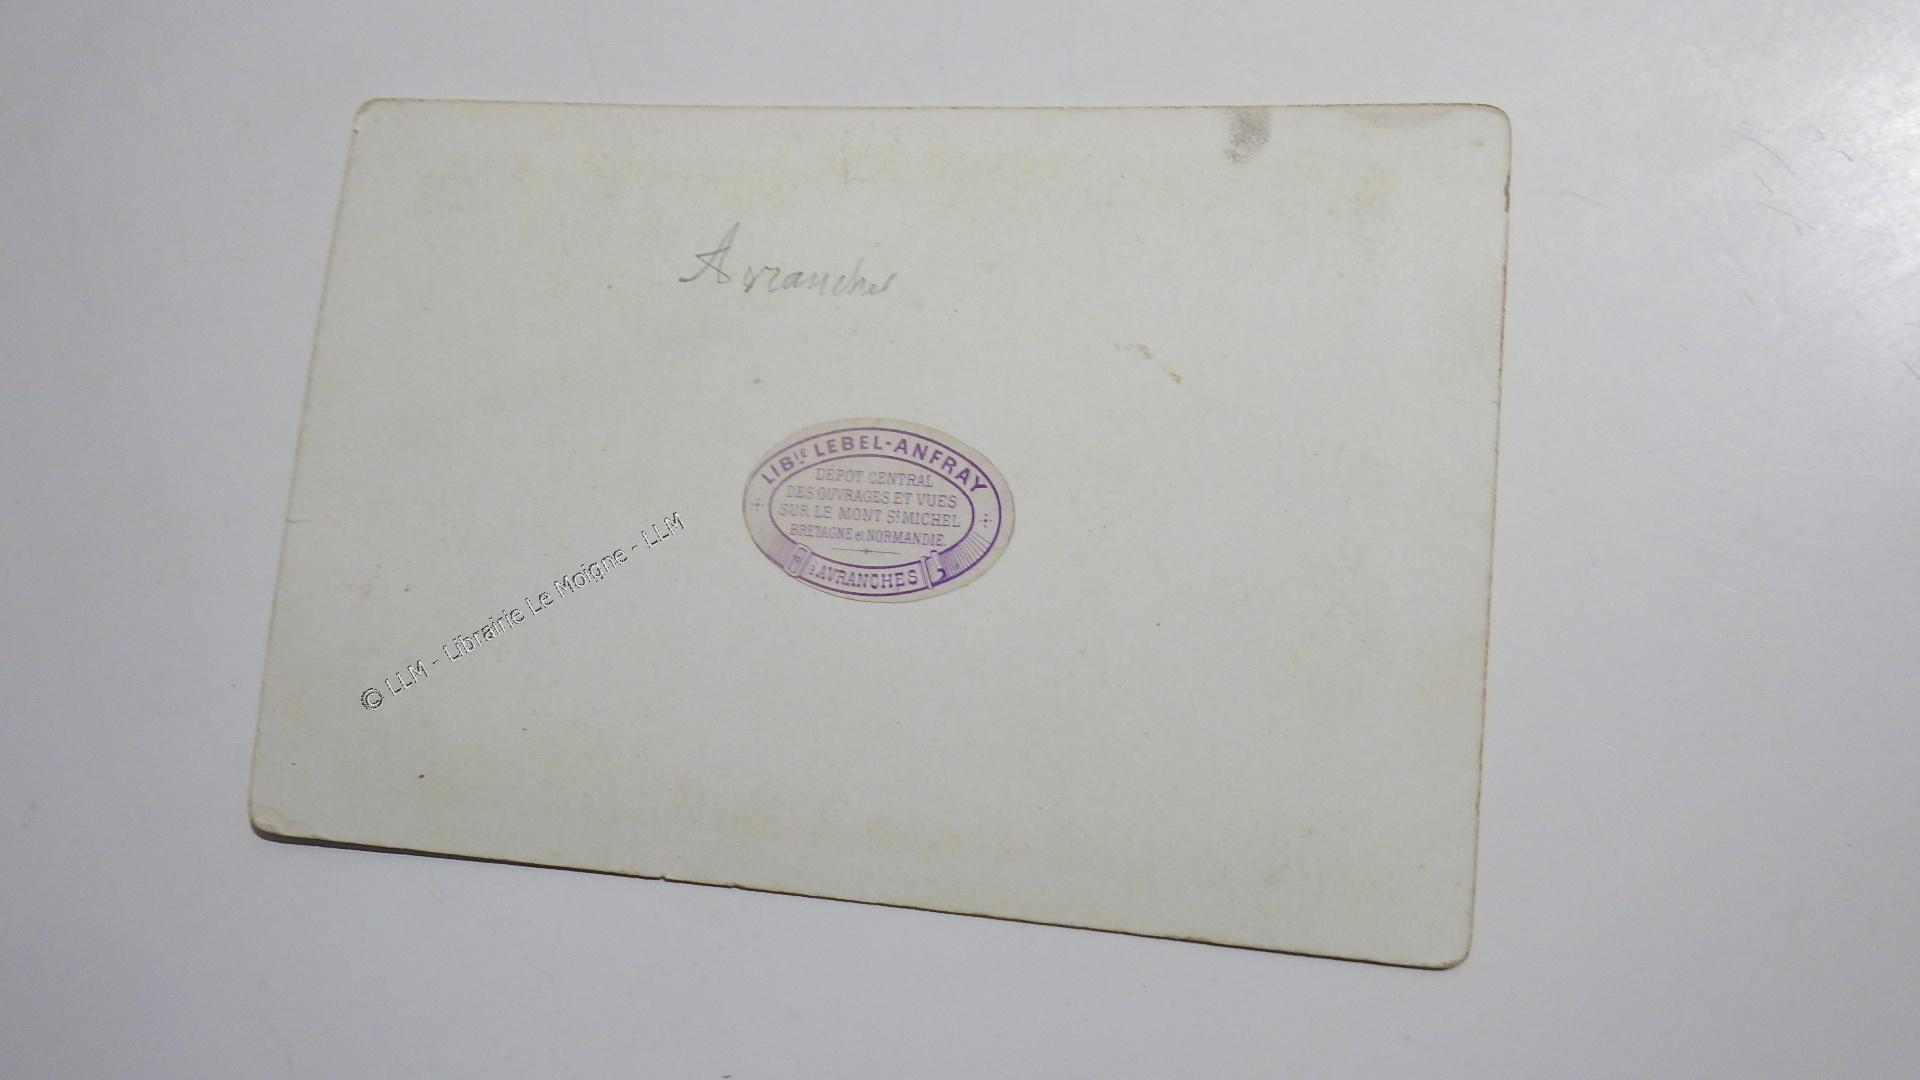 Avranches
LIBIE LEBEL-ANFRAY
DÉPOT CENTRAL
DES OUVRAGES ET VUES
SUR LE MONT ST MICHEL
BRETAGNE et NORMANDIE.
à AVRANCHES
© LLM - Librairie Le Moigne - LLM